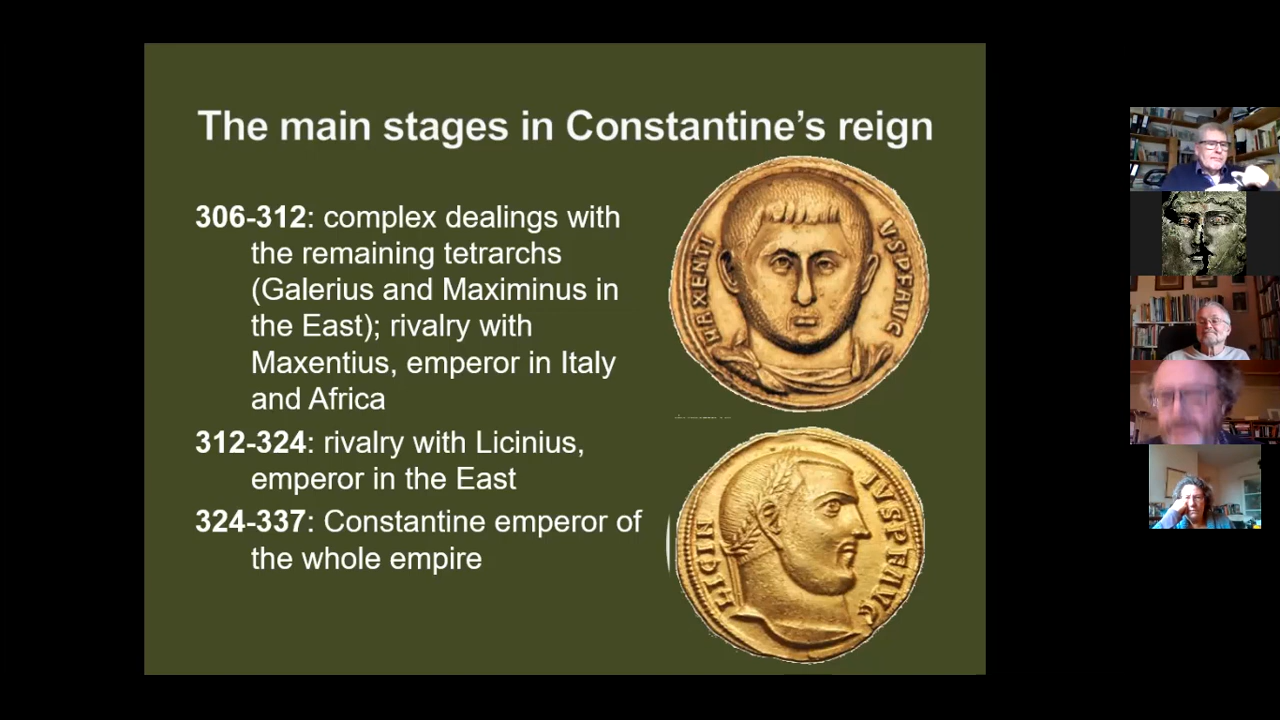 The main stages in Constantine's reign
306-312: complex dealings with
the remaining tetrarchs
(Galerius and Maximinus in
the East); rivalry with
Maxentius, emperor in Italy
and Africa
312-324: rivalry with Licinius,
emperor in the East
324-337: Constantine emperor of
the whole empire
MAXENTI
VSPFAVG
LICIN
IVSPFAVG